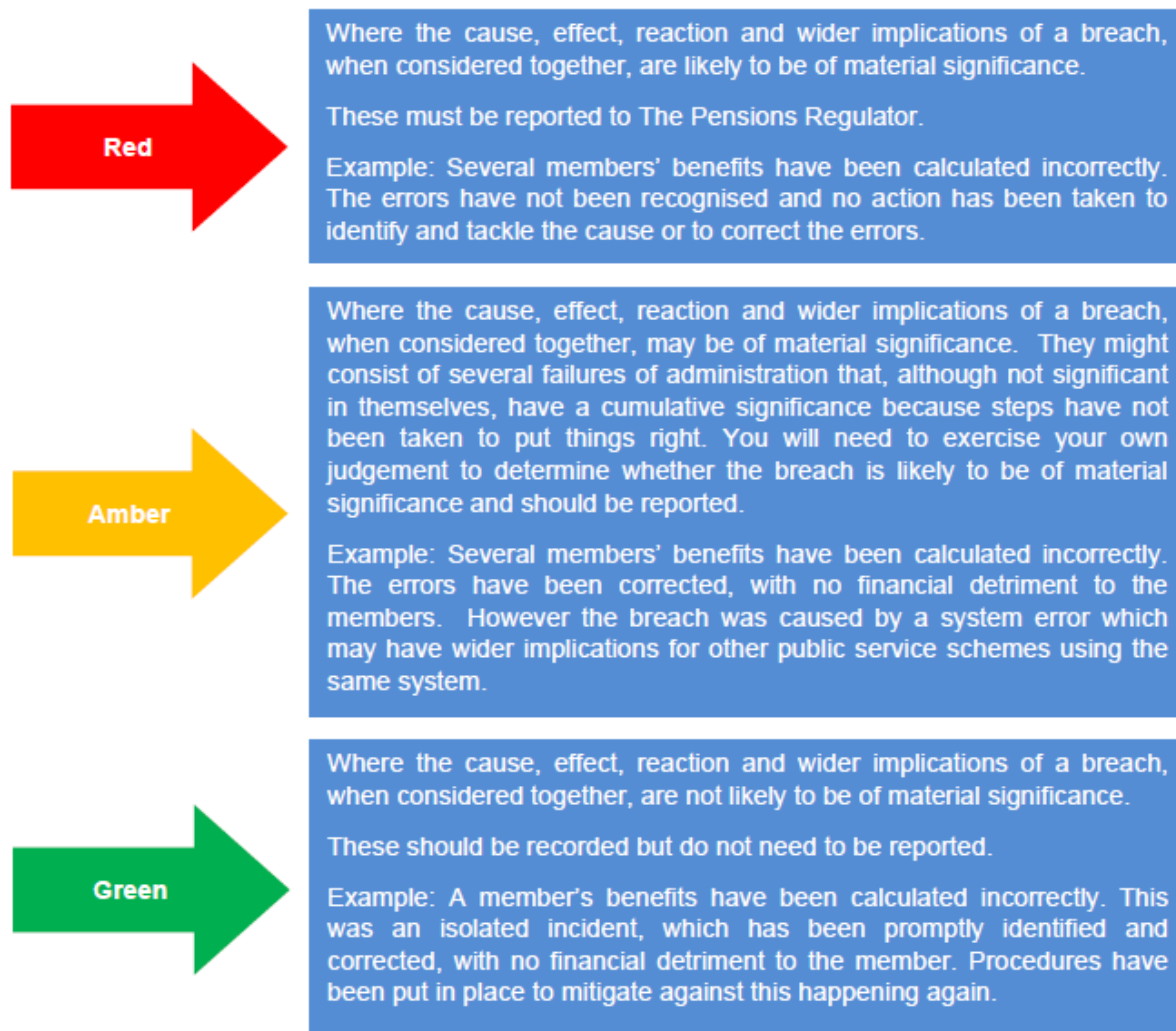 Red
Where the cause, effect, reaction and wider implications of a breach,
when considered together, are likely to be of material significance.
These must be reported to The Pensions Regulator.
Example: Several members' benefits have been calculated incorrectly.
The errors have not been recognised and no action has been taken to
identify and tackle the cause or to correct the errors.
Amber
Where the cause, effect, reaction and wider implications of a breach,
when considered together, may be of material significance. They might
consist of several failures of administration that, although not significant
in themselves, have a cumulative significance because steps have not
been taken to put things right. You will need to exercise your own
judgement to determine whether the breach is likely to be of material
significance and should be reported.
Example: Several members' benefits have been calculated incorrectly.
The errors have been corrected, with no financial detriment to the
members. However the breach was caused by a system error which
may have wider implications for other public service schemes using the
same system.
Green
Where the cause, effect, reaction and wider implications of a breach,
when considered together, are not likely to be of material significance.
These should be recorded but do not need to be reported.
Example: A member's benefits have been calculated incorrectly. This
was an isolated incident, which has been promptly identified and
corrected, with no financial detriment to the member. Procedures have
been put in place to mitigate against this happening again.